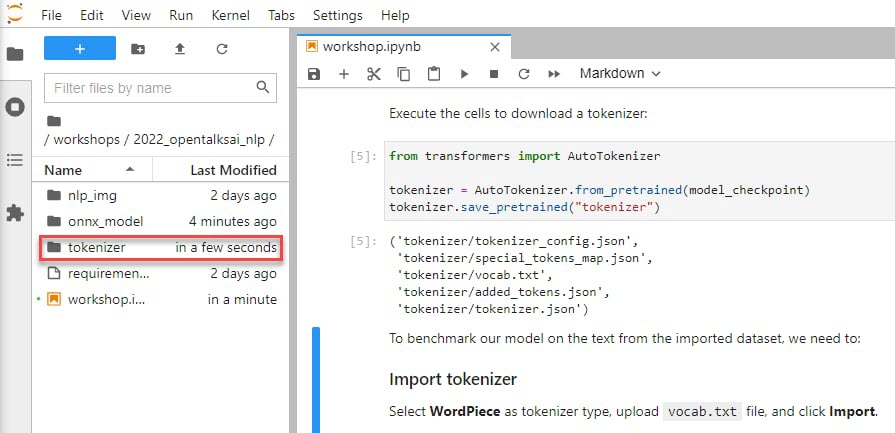 File Edit View Run Kernel Tabs Settings Help
+
Filter files by name
/ workshops / 2022_opentalksai_nlp /
Name Last Modified
nlp_img 2 days ago
onnx_model 4 minutes ago
tokenizer in a few seconds
requiremen... 2 days ago
workshop.i... in a minute
workshop.ipynb
Markdown
Execute the cells to download a tokenizer:
[5]: from transformers import AutoTokenizer
tokenizer = AutoTokenizer.from_pretrained(model_checkpoint)
tokenizer.save_pretrained("tokenizer")
[5]: ('tokenizer/tokenizer_config.json',
'tokenizer/special_tokens_map.json',
'tokenizer/vocab.txt',
'tokenizer/added_tokens.json',
'tokenizer/tokenizer.json')
To benchmark our model on the text from the imported dataset, we need to:
Import tokenizer
Select WordPiece as tokenizer type, upload vocab.txt file, and click Import.